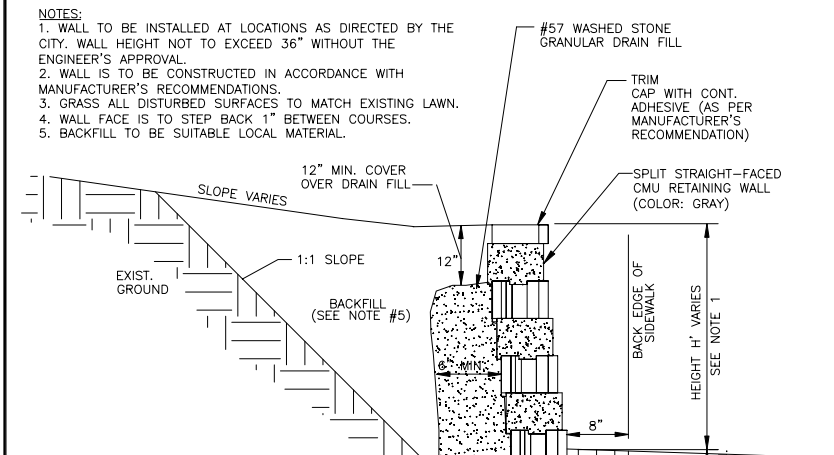 NOTES:
1. WALL TO BE INSTALLED AT LOCATIONS AS DIRECTED BY THE
CITY. WALL HEIGHT NOT TO EXCEED 36" WITHOUT THE
ENGINEER'S APPROVAL.
2. WALL IS TO BE CONSTRUCTED IN ACCORDANCE WITH
MANUFACTURER'S RECOMMENDATIONS.
3. GRASS ALL DISTURBED SURFACES TO MATCH EXISTING LAWN.
4. WALL FACE IS TO STEP BACK 1" BETWEEN COURSES.
5. BACKFILL TO BE SUITABLE LOCAL MATERIAL.
#57 WASHED STONE
GRANULAR DRAIN FILL
TRIM
CAP WITH CONT.
ADHESIVE (AS PER
MANUFACTURER'S
RECOMMENDATION)
12" MIN. COVER
OVER DRAIN FILL
SPLIT STRAIGHT-FACED
CMU RETAINING WALL
(COLOR: GRAY)
SLOPE VARIES
12"
1:1 SLOPE
EXIST.
GROUND
BACKFILL
(SEE NOTE #5)
6" MIN.
BACK EDGE OF
SIDEWALK
HEIGHT H' VARIES
SEE NOTE 1
8"